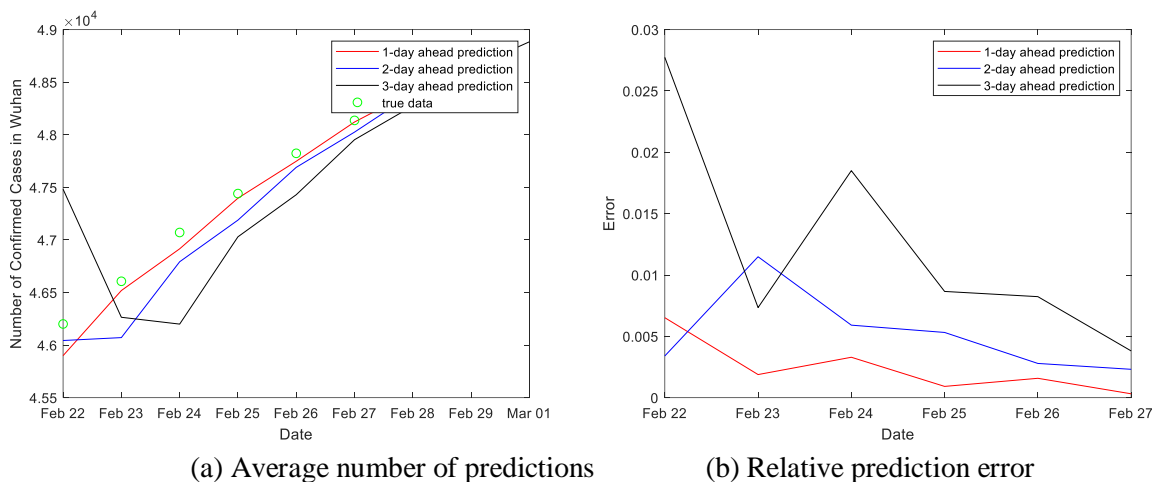 ×10⁴
4.9
4.85
4.8
4.75
4.7
4.65
4.6
4.55
Number of Confirmed Cases in Wuhan
1-day ahead prediction
2-day ahead prediction
3-day ahead prediction
true data
Feb 22 Feb 23 Feb 24 Feb 25 Feb 26 Feb 27 Feb 28 Feb 29 Mar 01
Date
(a) Average number of predictions
0.03
0.025
0.02
0.015
0.01
0.005
0
Error
1-day ahead prediction
2-day ahead prediction
3-day ahead prediction
Feb 22 Feb 23 Feb 24 Feb 25 Feb 26 Feb 27
Date
(b) Relative prediction error